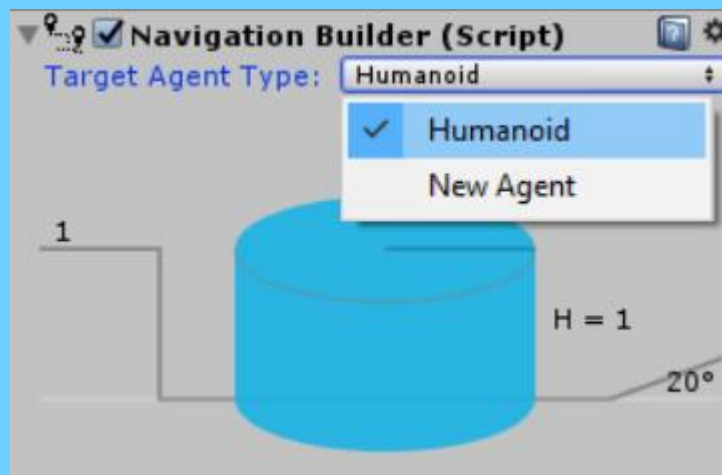 Navigation Builder (Script)
Target Agent Type: Humanoid
Humanoid
New Agent
1
H = 1
20°